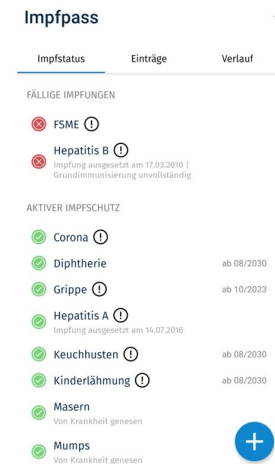 Impfpass
Impfstatus Einträge Verlauf
FÄLLIGE IMPFUNGEN
FSME
Hepatitis B
Impfung ausgesetzt am 17.03.2010 |
Grundimmunisierung unvollständig
AKTIVER IMPFSCHUTZ
Corona
Diphtherie ab 08/2030
Grippe ab 10/2023
Hepatitis A
Impfung ausgesetzt am 14.07.2016
Keuchhusten ab 08/2030
Kinderlähmung ab 08/2030
Masern
Von Krankheit genesen
Mumps
Von Krankheit genesen